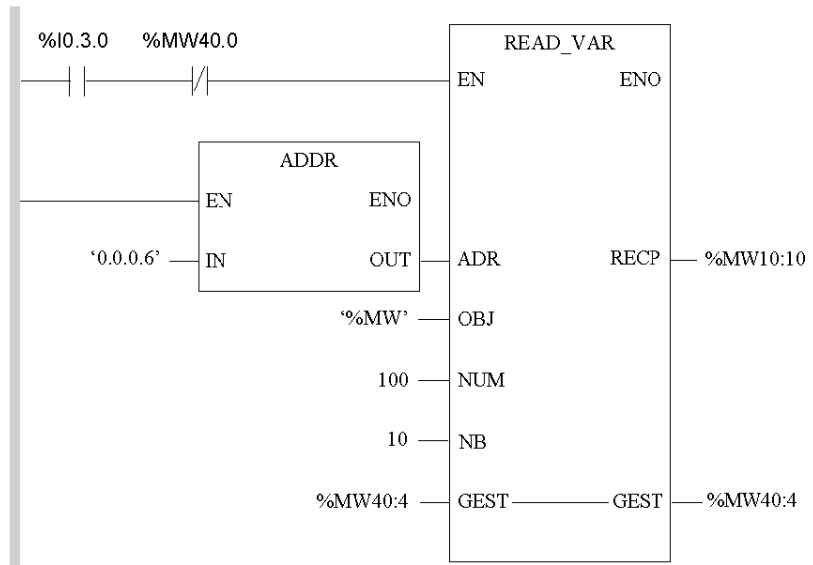 %I0.3.0 %MW40.0
READ_VAR
EN ENO
ADDR
EN ENO
‘0.0.0.6’ IN OUT ADR RECP %MW10:10
‘%MW’ OBJ
100 NUM
10 NB
%MW40:4 GEST GEST %MW40:4